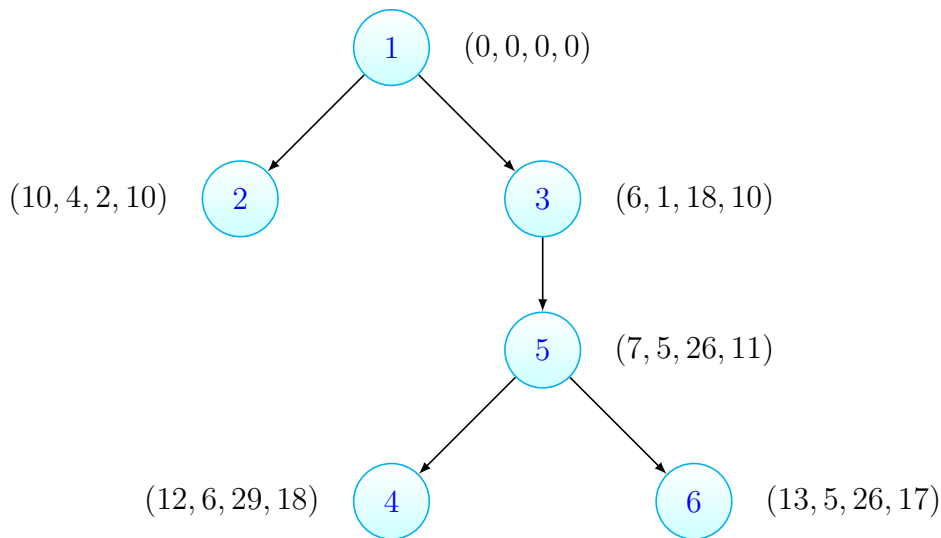 1 (0, 0, 0, 0)
(10, 4, 2, 10) 2 3 (6, 1, 18, 10)
5 (7, 5, 26, 11)
(12, 6, 29, 18) 4 6 (13, 5, 26, 17)